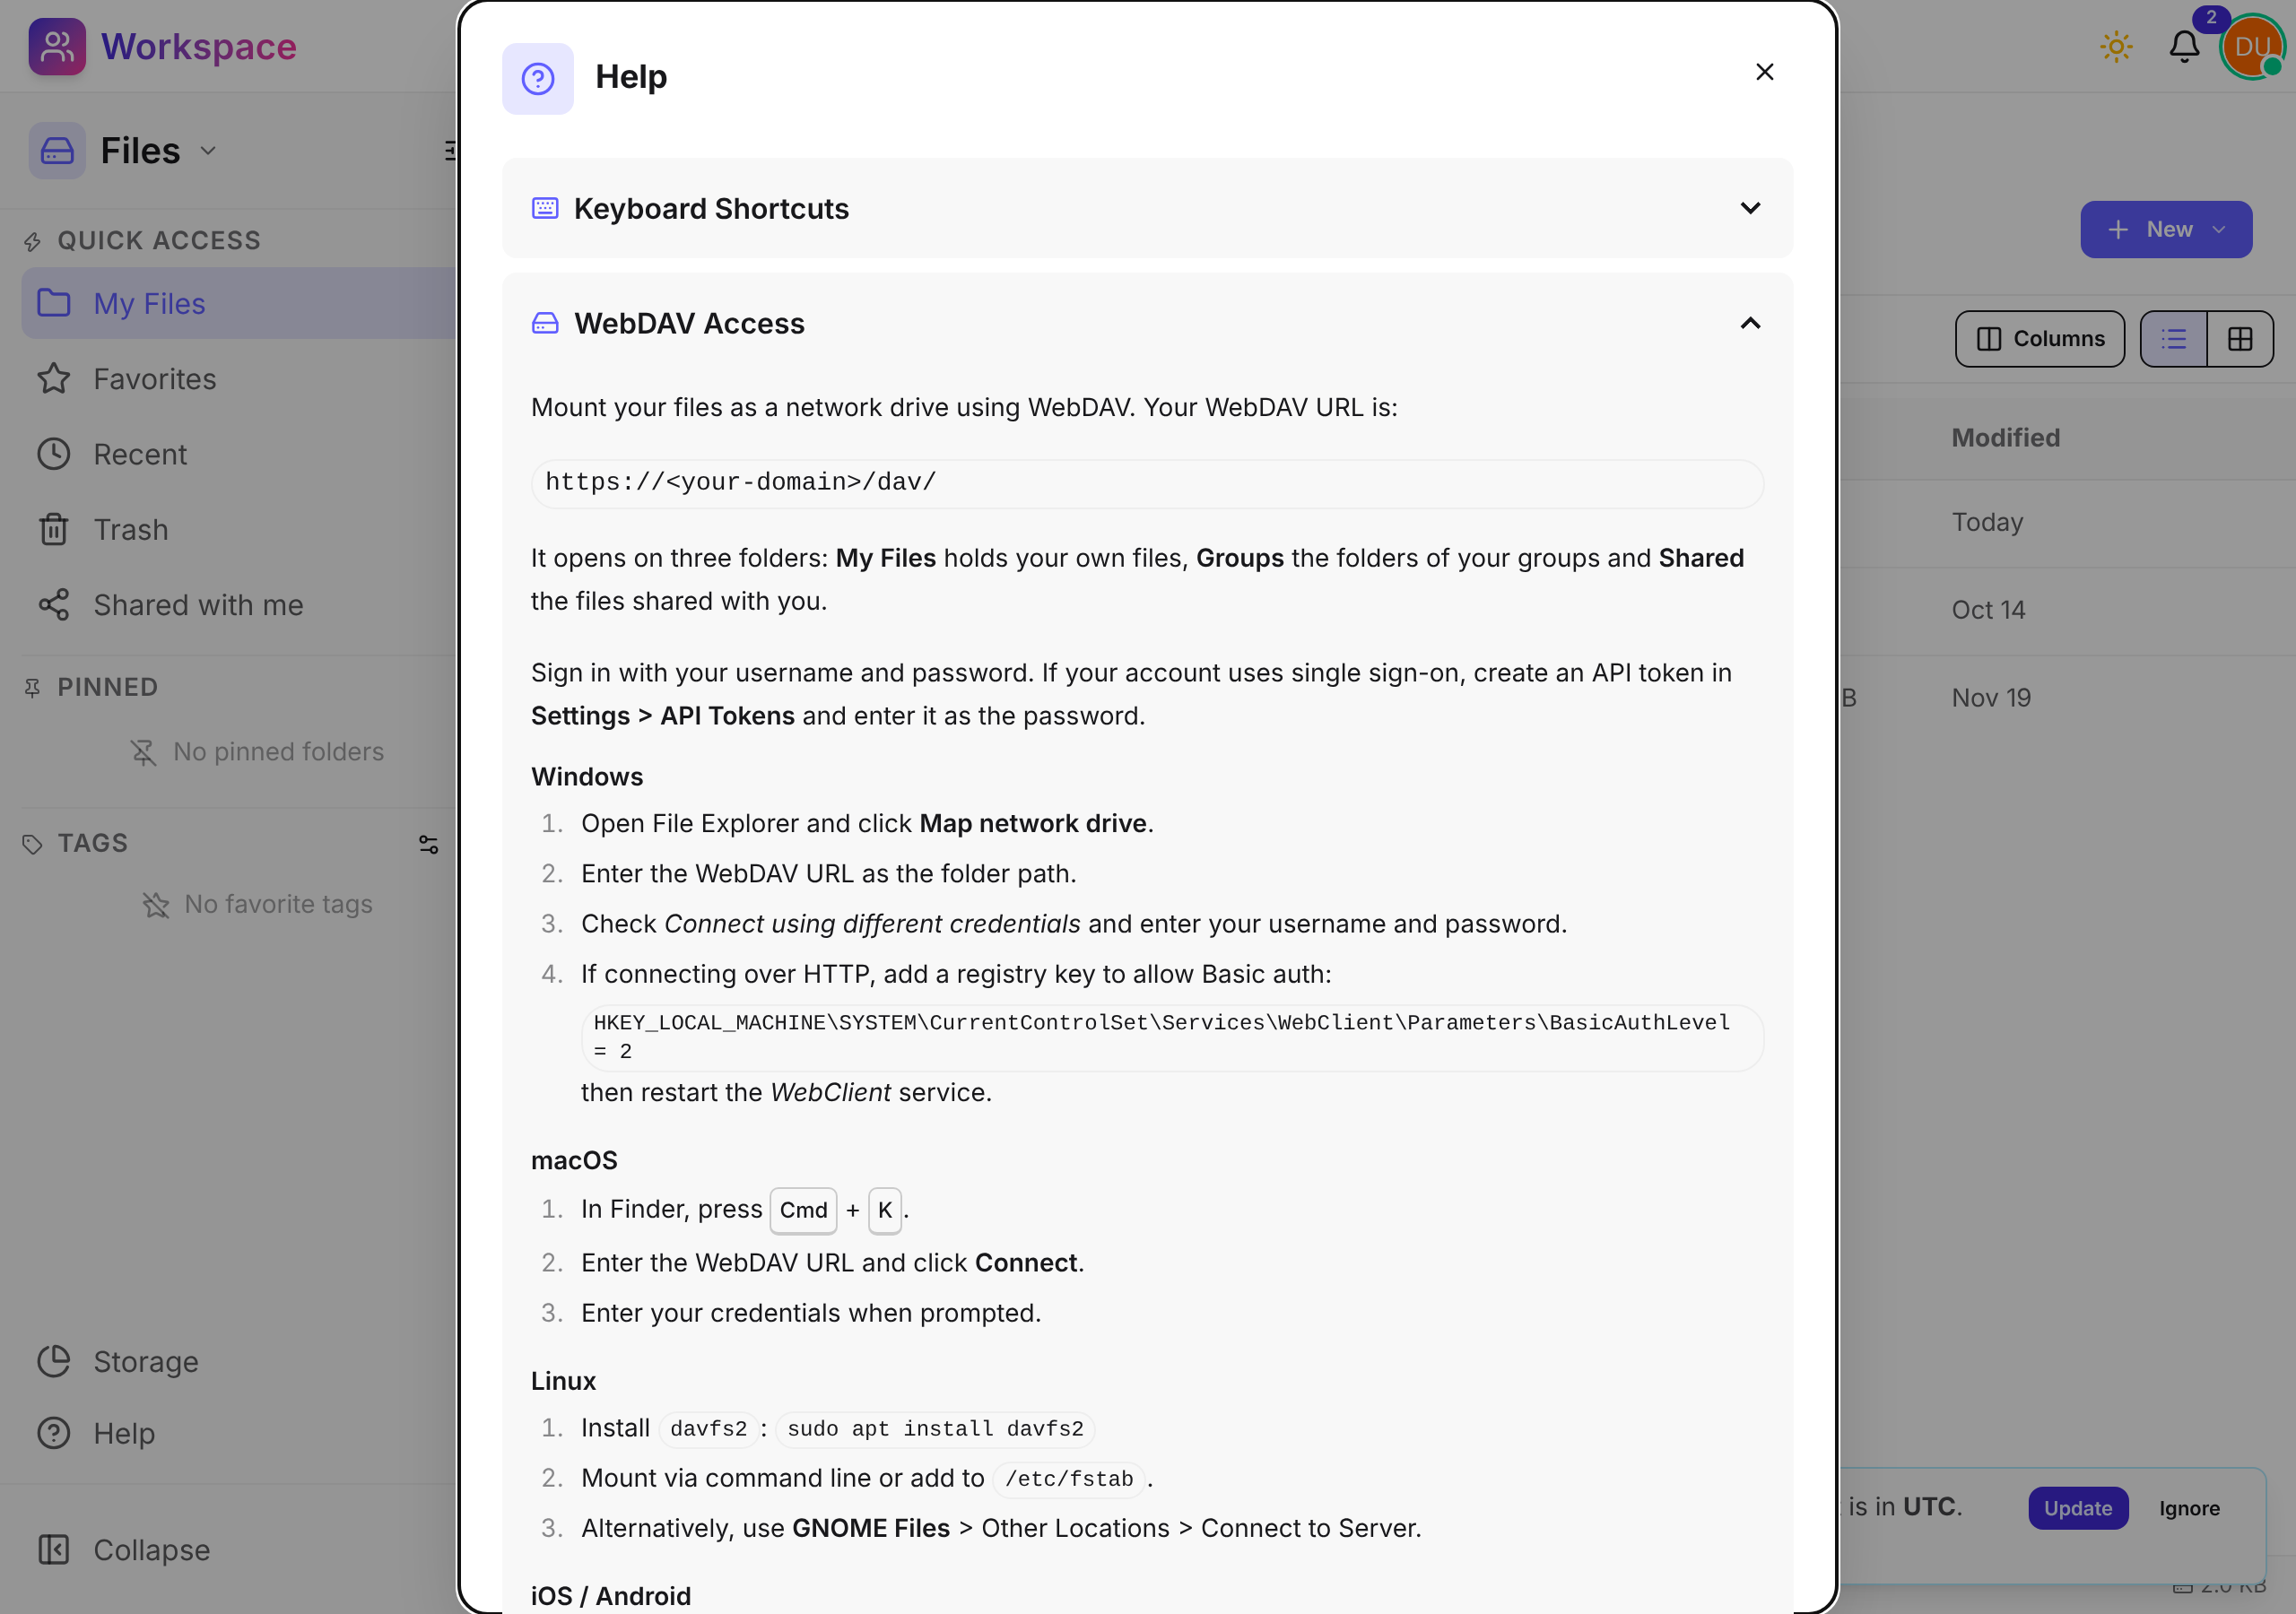 Workspace
2
DU
Files
QUICK ACCESS
My Files
Favorites
Recent
Trash
Shared with me
PINNED
No pinned folders
TAGS
No favorite tags
Storage
Help
Collapse
Help
Keyboard Shortcuts
WebDAV Access
Mount your files as a network drive using WebDAV. Your WebDAV URL is:
https://<your-domain>/dav/
It opens on three folders: My Files holds your own files, Groups the folders of your groups and Shared
the files shared with you.
Sign in with your username and password. If your account uses single sign-on, create an API token in
Settings > API Tokens and enter it as the password.
Windows
1. Open File Explorer and click Map network drive.
2. Enter the WebDAV URL as the folder path.
3. Check Connect using different credentials and enter your username and password.
4. If connecting over HTTP, add a registry key to allow Basic auth:
HKEY_LOCAL_MACHINE\SYSTEM\CurrentControlSet\Services\WebClient\Parameters\BasicAuthLevel
= 2
then restart the WebClient service.
macOS
1. In Finder, press Cmd + K.
2. Enter the WebDAV URL and click Connect.
3. Enter your credentials when prompted.
Linux
1. Install davfs2: sudo apt install davfs2
2. Mount via command line or add to /etc/fstab.
3. Alternatively, use GNOME Files > Other Locations > Connect to Server.
iOS / Android
New
Columns
Modified
Today
Oct 14
B Nov 19
is in UTC.
Update
Ignore
2.0 KB